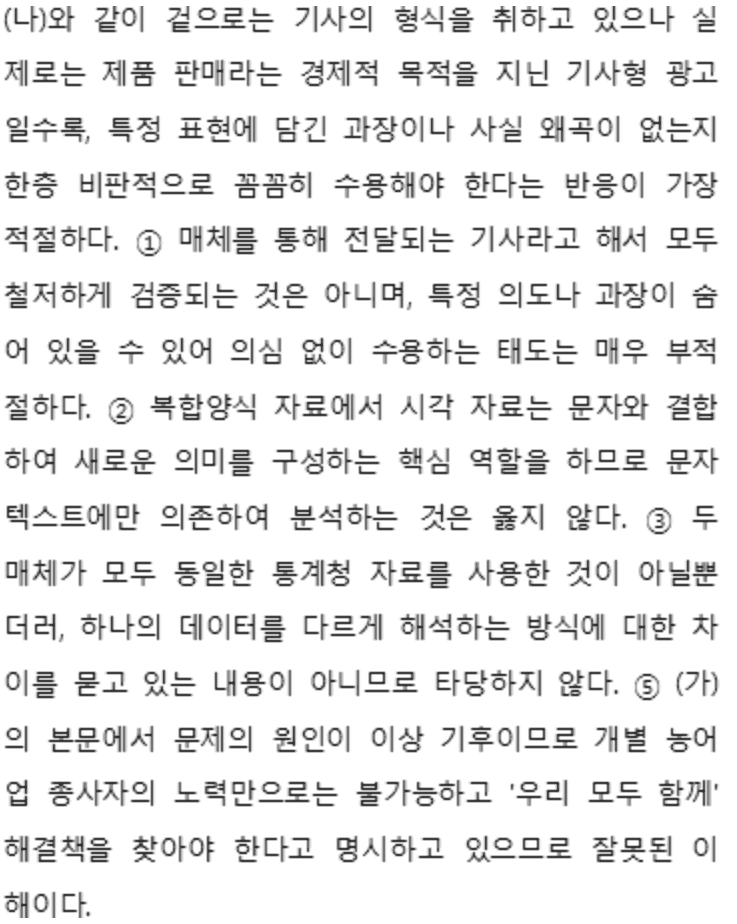 (나)와 같이 겉으로는 기사의 형식을 취하고 있으나 실
제로는 제품 판매라는 경제적 목적을 지닌 기사형 광고
일수록, 특정 표현에 담긴 과장이나 사실 왜곡이 없는지
한층 비판적으로 꼼꼼히 수용해야 한다는 반응이 가장
적절하다. ① 매체를 통해 전달되는 기사라고 해서 모두
철저하게 검증되는 것은 아니며, 특정 의도나 과장이 숨
어 있을 수 있어 의심 없이 수용하는 태도는 매우 부적
절하다. ② 복합양식 자료에서 시각 자료는 문자와 결합
하여 새로운 의미를 구성하는 핵심 역할을 하므로 문자
텍스트에만 의존하여 분석하는 것은 옳지 않다. ③ 두
매체가 모두 동일한 통계청 자료를 사용한 것이 아닐뿐
더러, 하나의 데이터를 다르게 해석하는 방식에 대한 차
이를 묻고 있는 내용이 아니므로 타당하지 않다. ⑤ (가)
의 본문에서 문제의 원인이 이상 기후이므로 개별 농어
업 종사자의 노력만으로는 불가능하고 '우리 모두 함께'
해결책을 찾아야 한다고 명시하고 있으므로 잘못된 이
해이다.